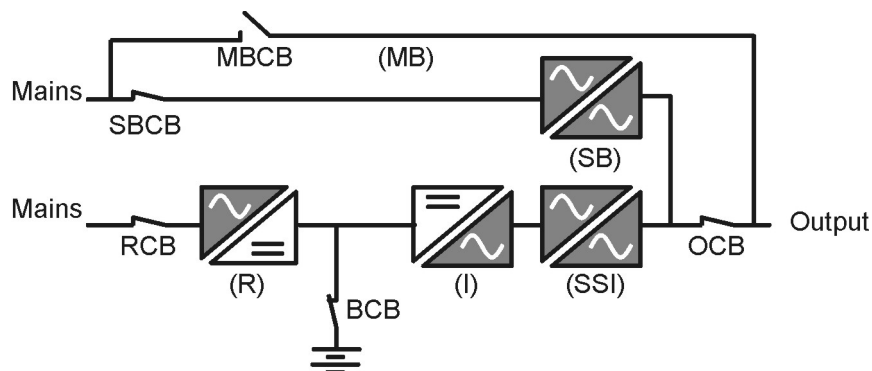 MBCB (MB)
Mains
SBCB
(SB)
Mains
RCB
OCB
Output
(R)
(I)
(SSI)
BCB